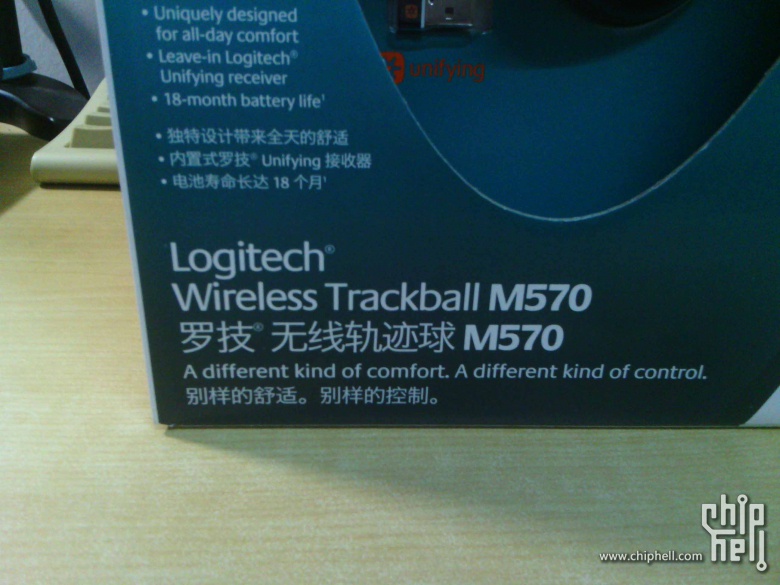 • Uniquely designed
for all-day comfort
• Leave-in Logitech®
Unifying receiver
• 18-month battery life¹
• 独特设计带来全天的舒适
• 内置式罗技® Unifying 接收器
• 电池寿命长达 18 个月¹
unifying
Logitech®
Wireless Trackball M570
罗技® 无线轨迹球 M570
A different kind of comfort. A different kind of control.
别样的舒适。别样的控制。
chip
hell
www.chiphell.com